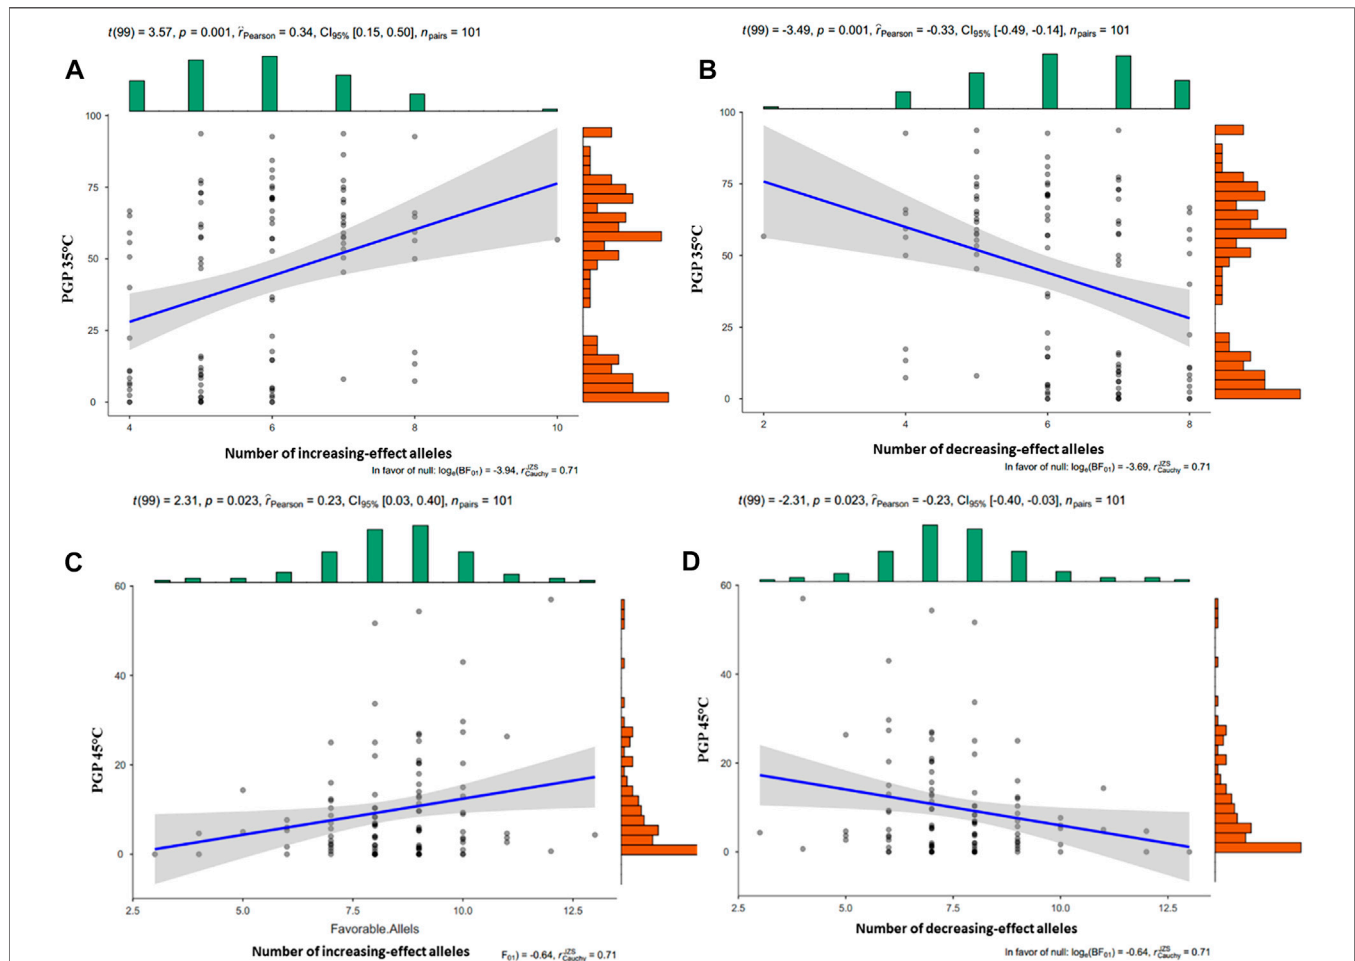 t(99) = 3.57, p = 0.001, r̂Pearson = 0.34, CI95% [0.15, 0.50], npairs = 101
A
100
75
50
25
0
PGP 35°C
4 6 8 10
Number of increasing-effect alleles
In favor of null: loge(BF01) = -3.94, rJZSCauchy = 0.71
t(99) = -3.49, p = 0.001, r̂Pearson = -0.33, CI95% [-0.49, -0.14], npairs = 101
B
100
75
50
25
0
PGP 35°C
2 4 6 8
Number of decreasing-effect alleles
In favor of null: loge(BF01) = -3.69, rJZSCauchy = 0.71
t(99) = 2.31, p = 0.023, r̂Pearson = 0.23, CI95% [0.03, 0.40], npairs = 101
C
60
40
20
0
PGP 45°C
2.5 5.0 7.5 10.0 12.5
Favorable.Allels
Number of increasing-effect alleles
F01) = -0.64, rJZSCauchy = 0.71
t(99) = -2.31, p = 0.023, r̂Pearson = -0.23, CI95% [-0.40, -0.03], npairs = 101
D
60
40
20
0
PGP 45°C
2.5 5.0 7.5 10.0 12.5
Number of decreasing-effect alleles
In favor of null: loge(BF01) = -0.64, rJZSCauchy = 0.71